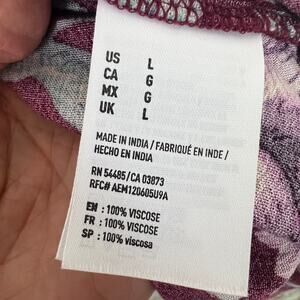 US L
CA G
MX G
UK L
MADE IN INDIA / FABRIQUÉ EN INDE /
HECHO EN INDIA
RN 54485/CA 03873
RFC# AEM120605U9A
EN : 100% VISCOSE
FR : 100% VISCOSE
SP : 100% viscosa